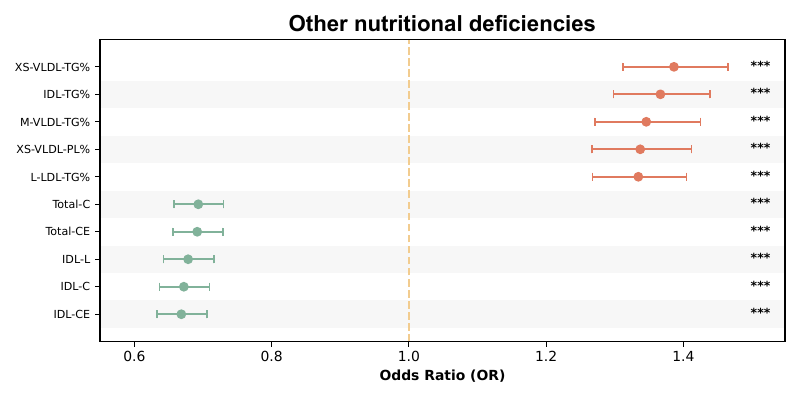 Other nutritional deficiencies
XS-VLDL-TG% ***
IDL-TG% ***
M-VLDL-TG% ***
XS-VLDL-PL% ***
L-LDL-TG% ***
Total-C ***
Total-CE ***
IDL-L ***
IDL-C ***
IDL-CE ***
0.6 0.8 1.0 1.2 1.4
Odds Ratio (OR)